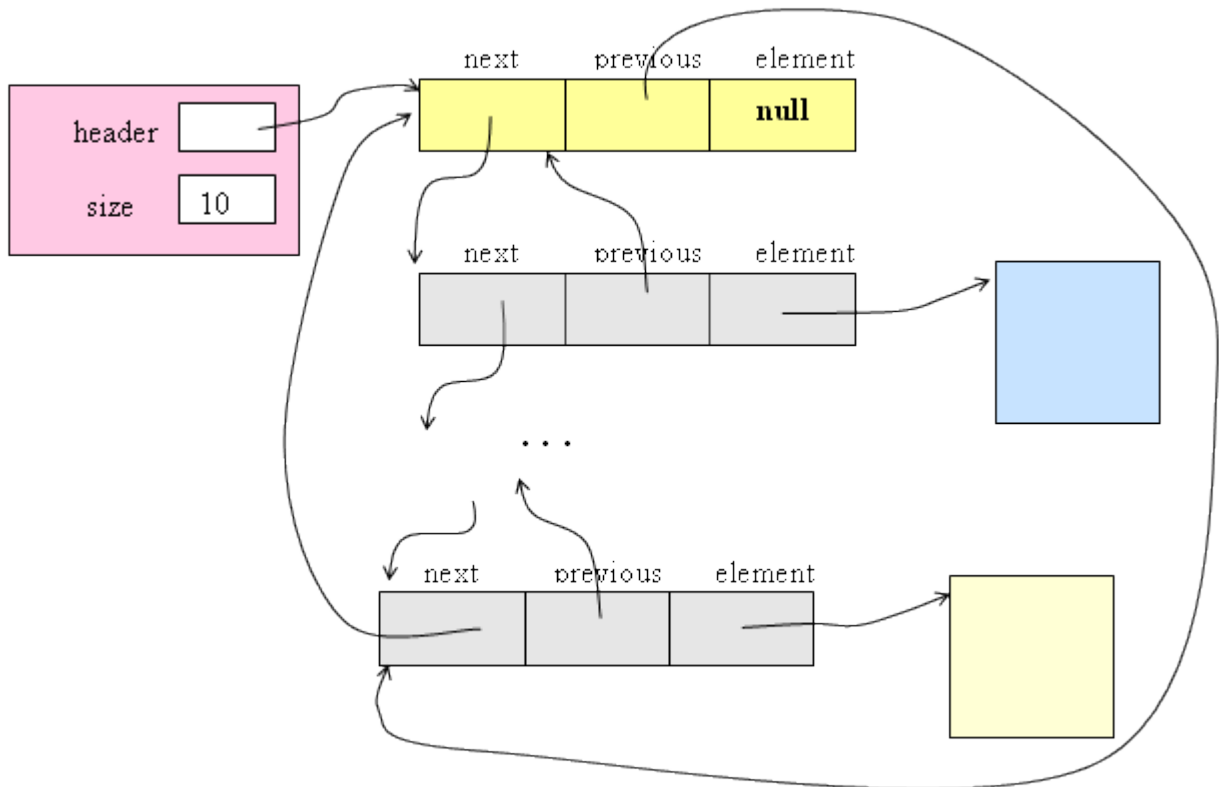 next previous element
null
header
size 10
next previous element
. . .
next previous element